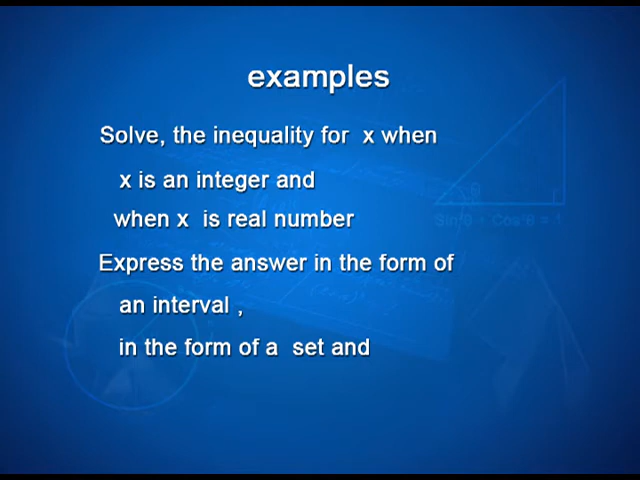 examples
Solve, the inequality for x when
x is an integer and
when x is real number
Express the answer in the form of
an interval ,
in the form of a set and